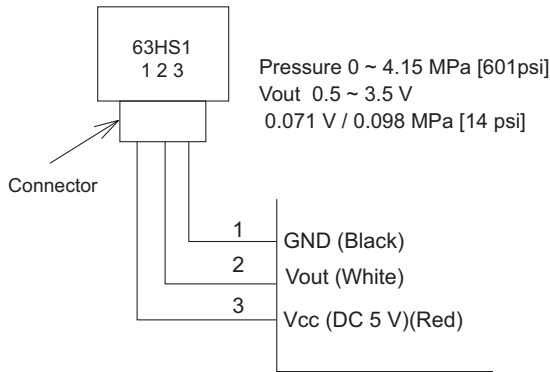 63HS1
1 2 3
Pressure 0 ~ 4.15 MPa [601psi]
Vout 0.5 ~ 3.5 V
0.071 V / 0.098 MPa [14 psi]
Connector
1
GND (Black)
2
Vout (White)
3
Vcc (DC 5 V)(Red)